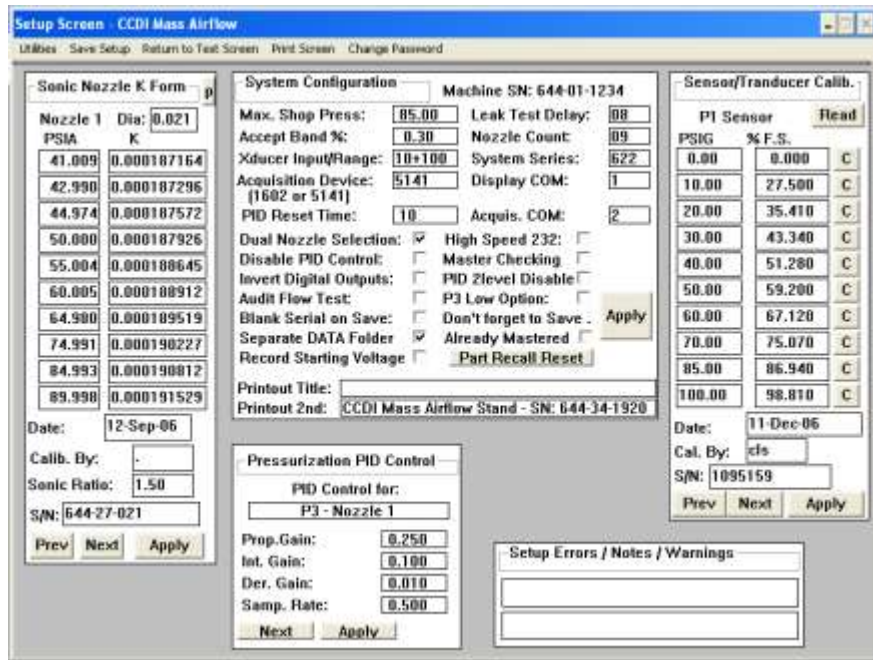 Setup Screen - CCDI Mass Airflow
Utilities Save Setup Return to Test Screen Print Screen Change Password
Sonic Nozzle K Form p
Nozzle 1 Dia: 0.021
PSIA K
41.009 0.000187164
42.990 0.000187296
44.974 0.000187572
50.000 0.000187926
55.004 0.000188645
60.005 0.000188912
64.980 0.000189519
74.991 0.000190227
84.993 0.000190812
89.998 0.000191529
Date: 12-Sep-06
Calib. By: -
Sonic Ratio: 1.50
S/N: 644-27-021
Prev Next Apply
System Configuration
Machine SN: 644-01-1234
Max. Shop Press: 85.00 Leak Test Delay: 08
Accept Band %: 0.30 Nozzle Count: 09
Xducer Input/Range: 10+100 System Series: 622
Acquisition Device: 5141 Display COM: 1
(1602 or 5141)
PID Reset Time: 10 Acquis. COM: 2
Dual Nozzle Selection: High Speed 232:
Disable PID Control: Master Checking
Invert Digital Outputs: PID 2level Disable
Audit Flow Test: P3 Low Option:
Blank Serial on Save: Don't forget to Save . Apply
Separate DATA Folder Already Mastered
Record Starting Voltage Part Recall Reset
Printout Title:
Printout 2nd: CCDI Mass Airflow Stand - SN: 644-34-1920
Pressurization PID Control
PID Control for:
P3 - Nozzle 1
Prop.Gain: 0.250
Int. Gain: 0.100
Der. Gain: 0.010
Samp. Rate: 0.500
Next Apply
Sensor/Tranducer Calib.
P1 Sensor Read
PSIG % F.S.
0.00 0.000 C
10.00 27.500 C
20.00 35.410 C
30.00 43.340 C
40.00 51.280 C
50.00 59.200 C
60.00 67.120 C
70.00 75.070 C
85.00 86.940 C
100.00 98.810 C
Date: 11-Dec-06
Cal. By: cfs
S/N: 1095159
Prev Next Apply
Setup Errors / Notes / Warnings